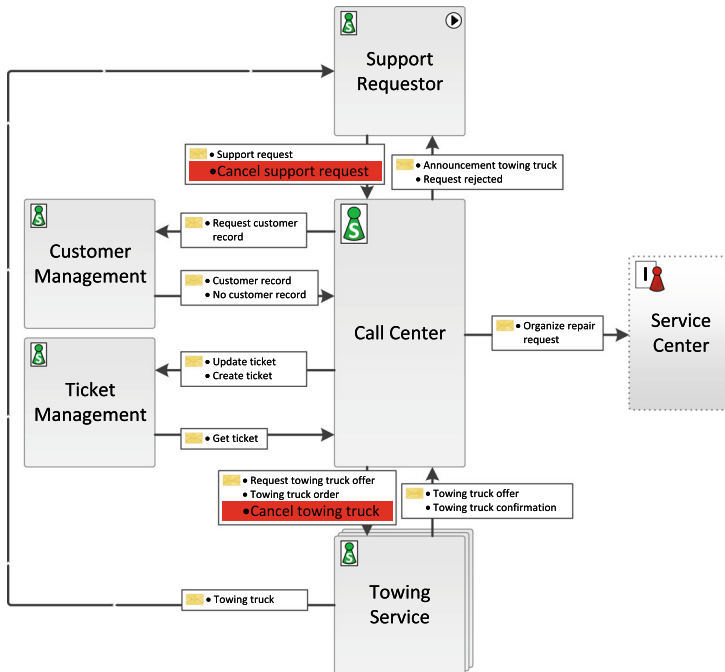 Support
Requestor
• Support request
•Cancel support request
• Announcement towing truck
• Request rejected
S
Customer
Management
• Request customer
record
• Customer record
• No customer record
Call Center
I
Service
Center
• Organize repair
request
Ticket
Management
• Update ticket
• Create ticket
• Get ticket
• Request towing truck offer
• Towing truck order
•Cancel towing truck
• Towing truck offer
• Towing truck confirmation
S
Towing
Service
• Towing truck